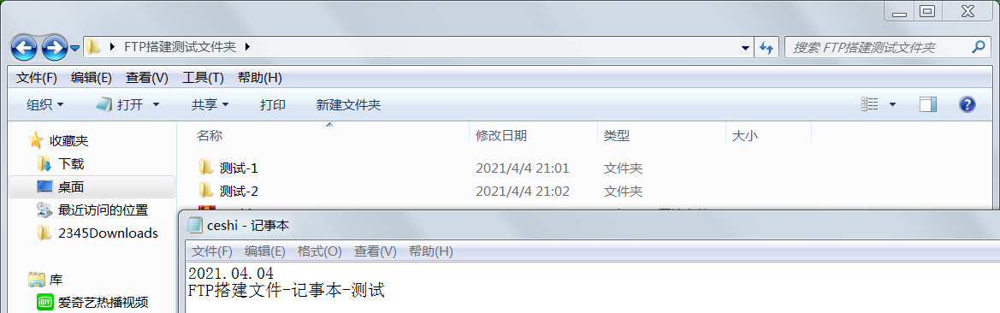 FTP搭建测试文件夹
搜索 FTP搭建测试文件夹
文件(F) 编辑(E) 查看(V) 工具(T) 帮助(H)
组织 打开 共享 打印 新建文件夹
名称 修改日期 类型 大小
收藏夹
下载
测试-1 2021/4/4 21:01 文件夹
桌面
测试-2 2021/4/4 21:02 文件夹
最近访问的位置
2345Downloads
库
爱奇艺热播视频
ceshi - 记事本
文件(F) 编辑(E) 格式(O) 查看(V) 帮助(H)
2021.04.04
FTP搭建文件-记事本-测试